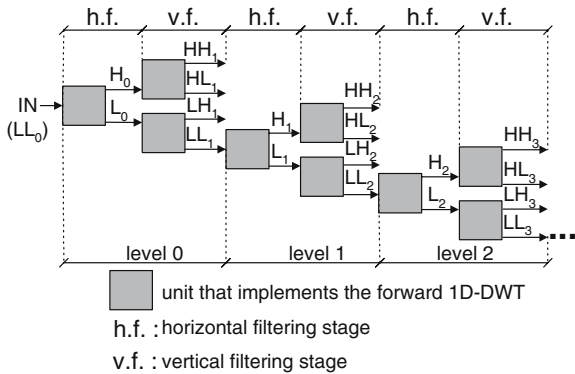 h.f. v.f. h.f. v.f. h.f. v.f.
IN
(LL0)
H0
L0
HH1
HL1
LH1
LL1
H1
L1
HH2
HL2
LH2
LL2
H2
L2
HH3
HL3
LH3
LL3
...
level 0 level 1 level 2
unit that implements the forward 1D-DWT
h.f. : horizontal filtering stage
v.f. : vertical filtering stage